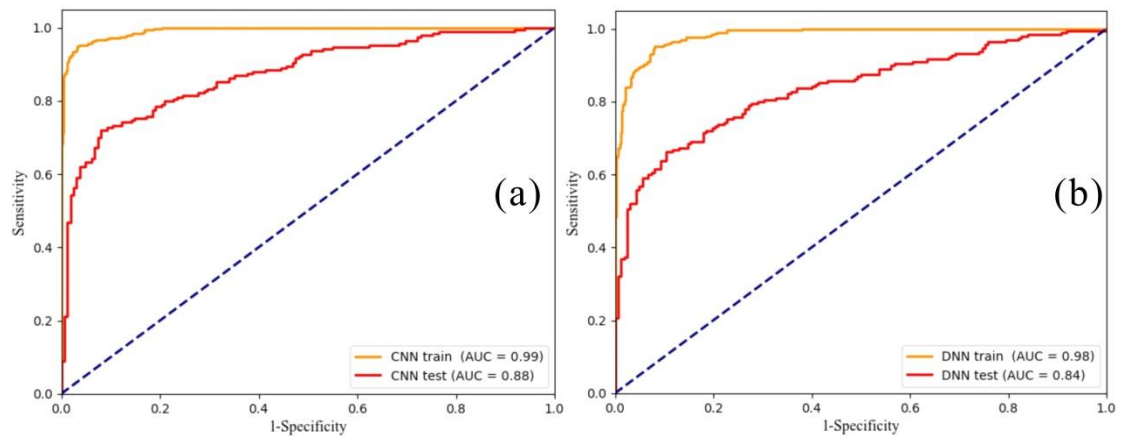 1.0
0.8
0.6
0.4
0.2
0.0
Sensitivity
(a)
CNN train (AUC = 0.99)
CNN test (AUC = 0.88)
0.0 0.2 0.4 0.6 0.8 1.0
1-Specificity
1.0
0.8
0.6
0.4
0.2
0.0
Sensitivity
(b)
DNN train (AUC = 0.98)
DNN test (AUC = 0.84)
0.0 0.2 0.4 0.6 0.8 1.0
1-Specificity